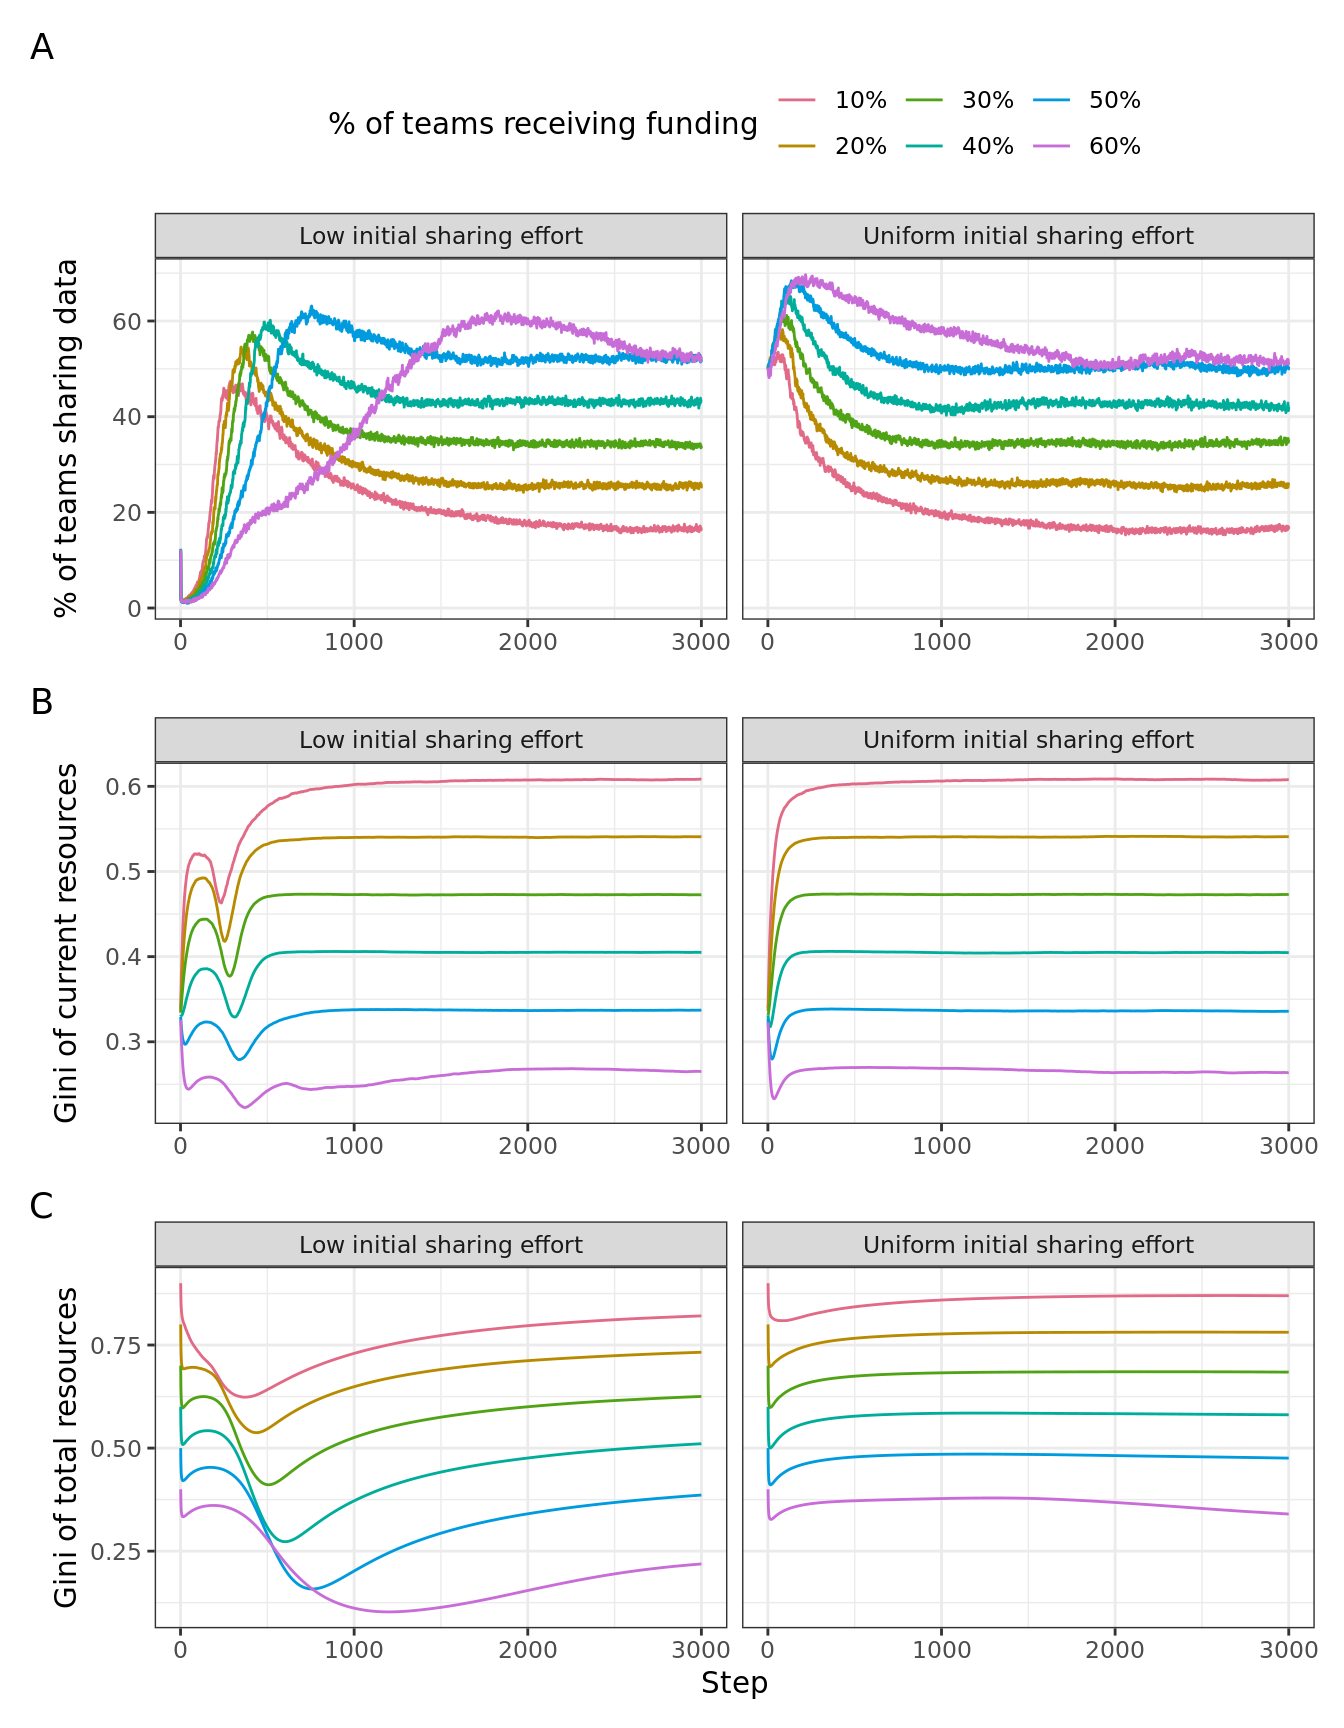 A
% of teams receiving funding
10% 30% 50%
20% 40% 60%
Low initial sharing effort Uniform initial sharing effort
% of teams sharing data
60
40
20
0
0 1000 2000 3000 0 1000 2000 3000
B
Low initial sharing effort Uniform initial sharing effort
Gini of current resources
0.6
0.5
0.4
0.3
0 1000 2000 3000 0 1000 2000 3000
C
Low initial sharing effort Uniform initial sharing effort
Gini of total resources
0.75
0.50
0.25
0 1000 2000 3000 0 1000 2000 3000
Step